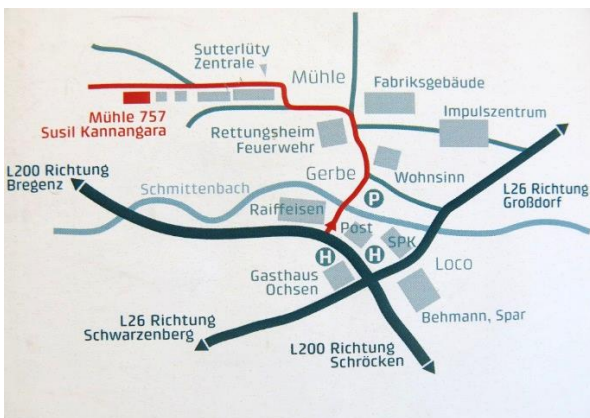 Sutterlüty
Zentrale
Mühle
Fabriksgebäude
Impulszentrum
Mühle 757
Susil Kannangara
Rettungsheim
Feuerwehr
Gerbe
Wohnsinn
L200 Richtung
Bregenz
Schmittenbach
L26 Richtung
Großdorf
P
Raiffeisen
Post
SPK
H
H
Loco
Gasthaus
Ochsen
Behmann, Spar
L26 Richtung
Schwarzenberg
L200 Richtung
Schröcken